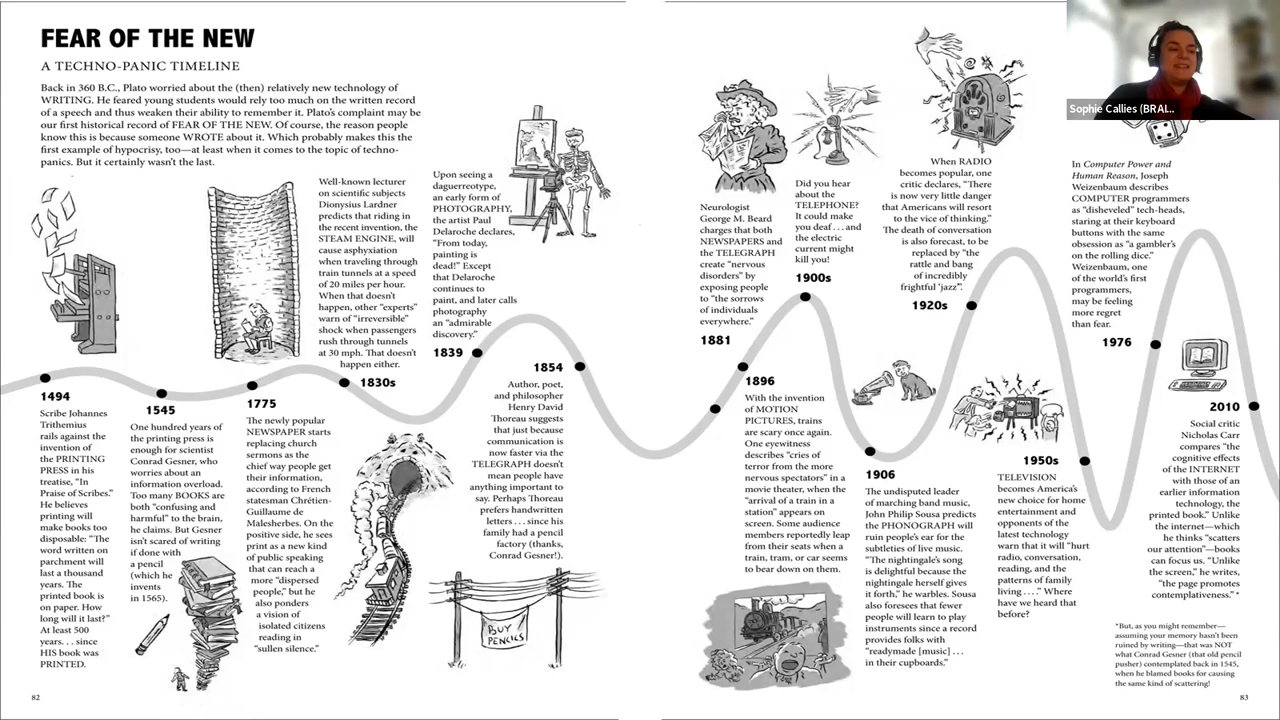 FEAR OF THE NEW
A TECHNO-PANIC TIMELINE
Back in 360 B.C., Plato worried about the (then) relatively new technology of
WRITING. He feared young students would rely too much on the written record
of a speech and thus weaken their ability to remember it. Plato's complaint may be
our first historical record of FEAR OF THE NEW. Of course, the reason people
know this is because someone WROTE about it. Which probably makes this the
first example of hypocrisy, too—at least when it comes to the topic of techno-
panics. But it certainly wasn't the last.
1494
Scribe Johannes
Trithemius
rails against the
invention of
the PRINTING
PRESS in his
treatise, "In
Praise of Scribes."
He believes
printing will
make books too
disposable: "The
word written on
parchment will
last a thousand
years. The
printed book is
on paper. How
long will it last?"
At least 500
years. . . since
HIS book was
PRINTED.
1545
One hundred years of
the printing press is
enough for scientist
Conrad Gesner, who
worries about an
information overload.
Too many BOOKS are
both "confusing and
harmful" to the brain,
he claims. But Gesner
isn't scared of writing
if done with
a pencil
(which he
invents
in 1565).
1775
The newly popular
NEWSPAPER starts
replacing church
sermons as the
chief way people get
their information,
according to French
statesman Chrétien-
Guillaume de
Malesherbes. On the
positive side, he sees
print as a new kind
of public speaking
that can reach a
more "dispersed
people," but he
also ponders
a vision of
isolated citizens
reading in
"sullen silence."
Well-known lecturer
on scientific subjects
Dionysius Lardner
predicts that riding in
the recent invention, the
STEAM ENGINE, will
cause asphyxiation
when traveling through
train tunnels at a speed
of 20 miles per hour.
When that doesn't
happen, other "experts"
warn of "irreversible"
shock when passengers
rush through tunnels
at 30 mph. That doesn't
happen either.
1830s
Upon seeing a
daguerreotype,
an early form of
PHOTOGRAPHY,
the artist Paul
Delaroche declares,
"From today,
painting is
dead!" Except
that Delaroche
continues to
paint, and later calls
photography
an "admirable
discovery."
1839
1854
Author, poet,
and philosopher
Henry David
Thoreau suggests
that just because
communication is
now faster via the
TELEGRAPH doesn't
mean people have
anything important to
say. Perhaps Thoreau
prefers handwritten
letters . . . since his
family had a pencil
factory (thanks,
Conrad Gesner!).
BUY
PENCILS
82
Neurologist
George M. Beard
charges that both
NEWSPAPERS and
the TELEGRAPH
create "nervous
disorders" by
exposing people
to "the sorrows
of individuals
everywhere."
1881
1896
With the invention
of MOTION
PICTURES, trains
are scary once again.
One eyewitness
describes "cries of
terror from the more
nervous spectators" in a
movie theater, when the
"arrival of a train in a
station" appears on
screen. Some audience
members reportedly leap
from their seats when a
train, tram, or car seems
to bear down on them.
Did you hear
about the
TELEPHONE?
It could make
you deaf . . . and
the electric
current might
kill you!
1900s
1906
The undisputed leader
of marching band music,
John Philip Sousa predicts
the PHONOGRAPH will
ruin people's ear for the
subtleties of live music.
"The nightingale's song
is delightful because the
nightingale herself gives
it forth," he warbles. Sousa
also foresees that fewer
people will learn to play
instruments since a record
provides folks with
"readymade [music] . . .
in their cupboards."
When RADIO
becomes popular, one
critic declares, "There
is now very little danger
that Americans will resort
to the vice of thinking."
The death of conversation
is also forecast, to be
replaced by "the
rattle and bang
of incredibly
frightful 'jazz'".
1920s
1950s
TELEVISION
becomes America's
new choice for home
entertainment and
opponents of the
latest technology
warn that it will "hurt
radio, conversation,
reading, and the
patterns of family
living . . . ." Where
have we heard that
before?
In Computer Power and
Human Reason, Joseph
Weizenbaum describes
COMPUTER programmers
as "disheveled" tech-heads,
staring at their keyboard
buttons with the same
obsession as "a gambler's
on the rolling dice."
Weizenbaum, one
of the world's first
programmers,
may be feeling
more regret
than fear.
1976
2010
Social critic
Nicholas Carr
compares "the
cognitive effects
of the INTERNET
with those of an
earlier information
technology, the
printed book." Unlike
the internet—which
he thinks "scatters
our attention"—books
can focus us. "Unlike
the screen," he writes,
"the page promotes
contemplativeness."*
*But, as you might remember—
assuming your memory hasn't been
ruined by writing—that was NOT
what Conrad Gesner (that old pencil
pusher) contemplated back in 1545,
when he blamed books for causing
the same kind of scattering!
83
Sophie Callies (BRAI...